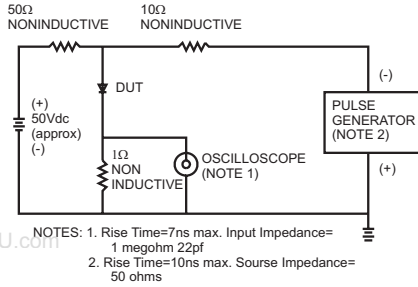 50Ω
NONINDUCTIVE
10Ω
NONINDUCTIVE
DUT
(+)
50Vdc
(approx)
(-)
1Ω
NON
INDUCTIVE
OSCILLOSCOPE
(NOTE 1)
(-)
PULSE
GENERATOR
(NOTE 2)
(+)
U.com
NOTES: 1. Rise Time=7ns max. Input Impedance=
1 megohm 22pf
2. Rise Time=10ns max. Sourse Impedance=
50 ohms